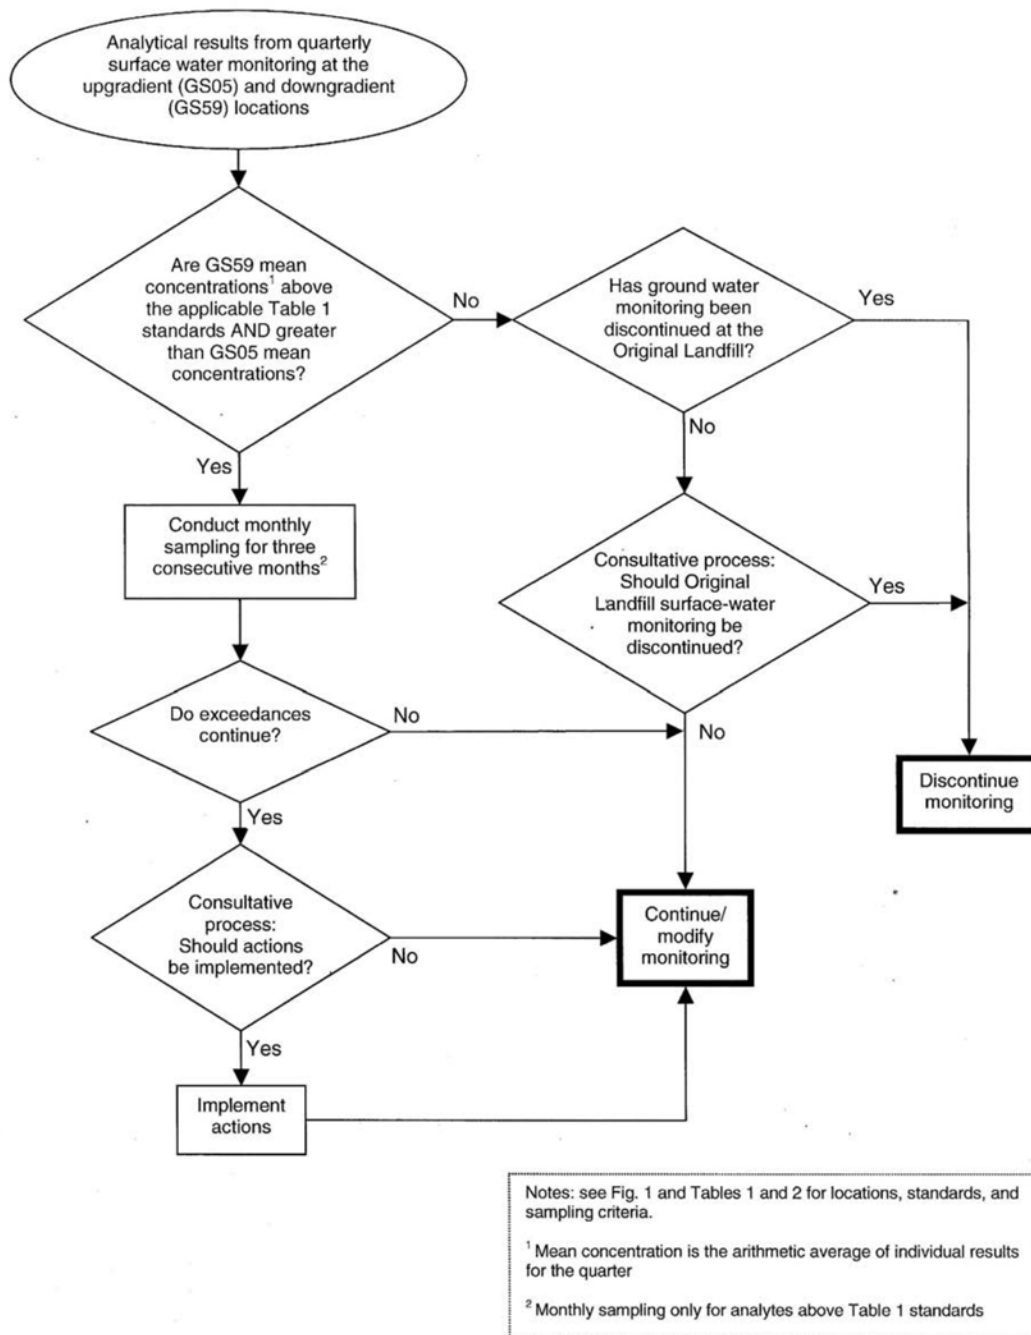 Analytical results from quarterly
surface water monitoring at the
upgradient (GS05) and downgradient
(GS59) locations
Are GS59 mean
concentrations¹ above
the applicable Table 1
standards AND greater
than GS05 mean
concentrations?
No
Has ground water
monitoring been
discontinued at the
Original Landfill?
Yes
No
Yes
Conduct monthly
sampling for three
consecutive months²
Consultative process:
Should Original
Landfill surface-water
monitoring be
discontinued?
Yes
No
Do exceedances
continue?
No
Yes
Discontinue
monitoring
Consultative
process:
Should actions
be implemented?
No
Yes
Continue/
modify
monitoring
Implement
actions
Notes: see Fig. 1 and Tables 1 and 2 for locations, standards, and
sampling criteria.
¹ Mean concentration is the arithmetic average of individual results
for the quarter
² Monthly sampling only for analytes above Table 1 standards